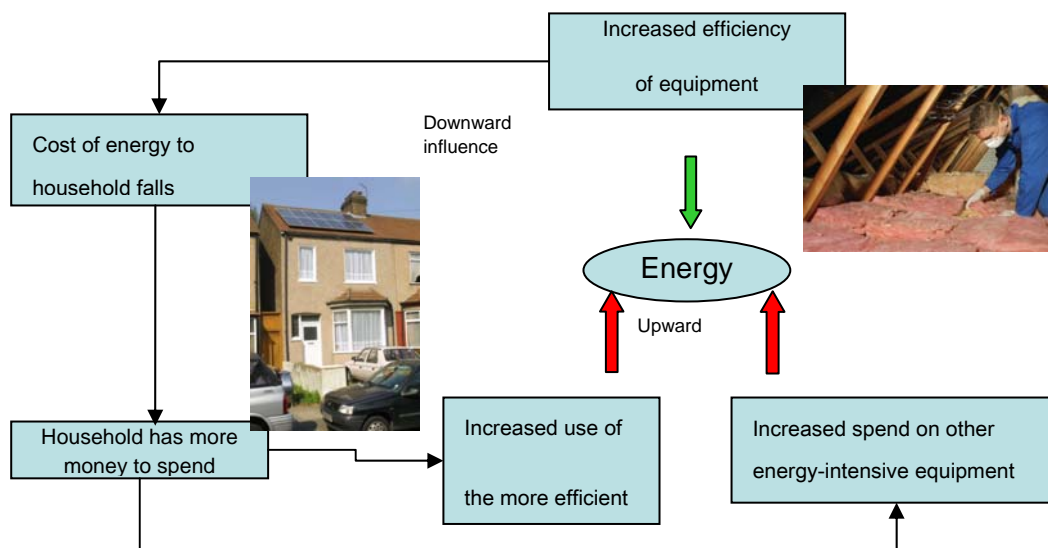 Increased efficiency
of equipment
Downward
influence
Cost of energy to
household falls
Energy
Upward
Household has more
money to spend
Increased use of
the more efficient
Increased spend on other
energy-intensive equipment